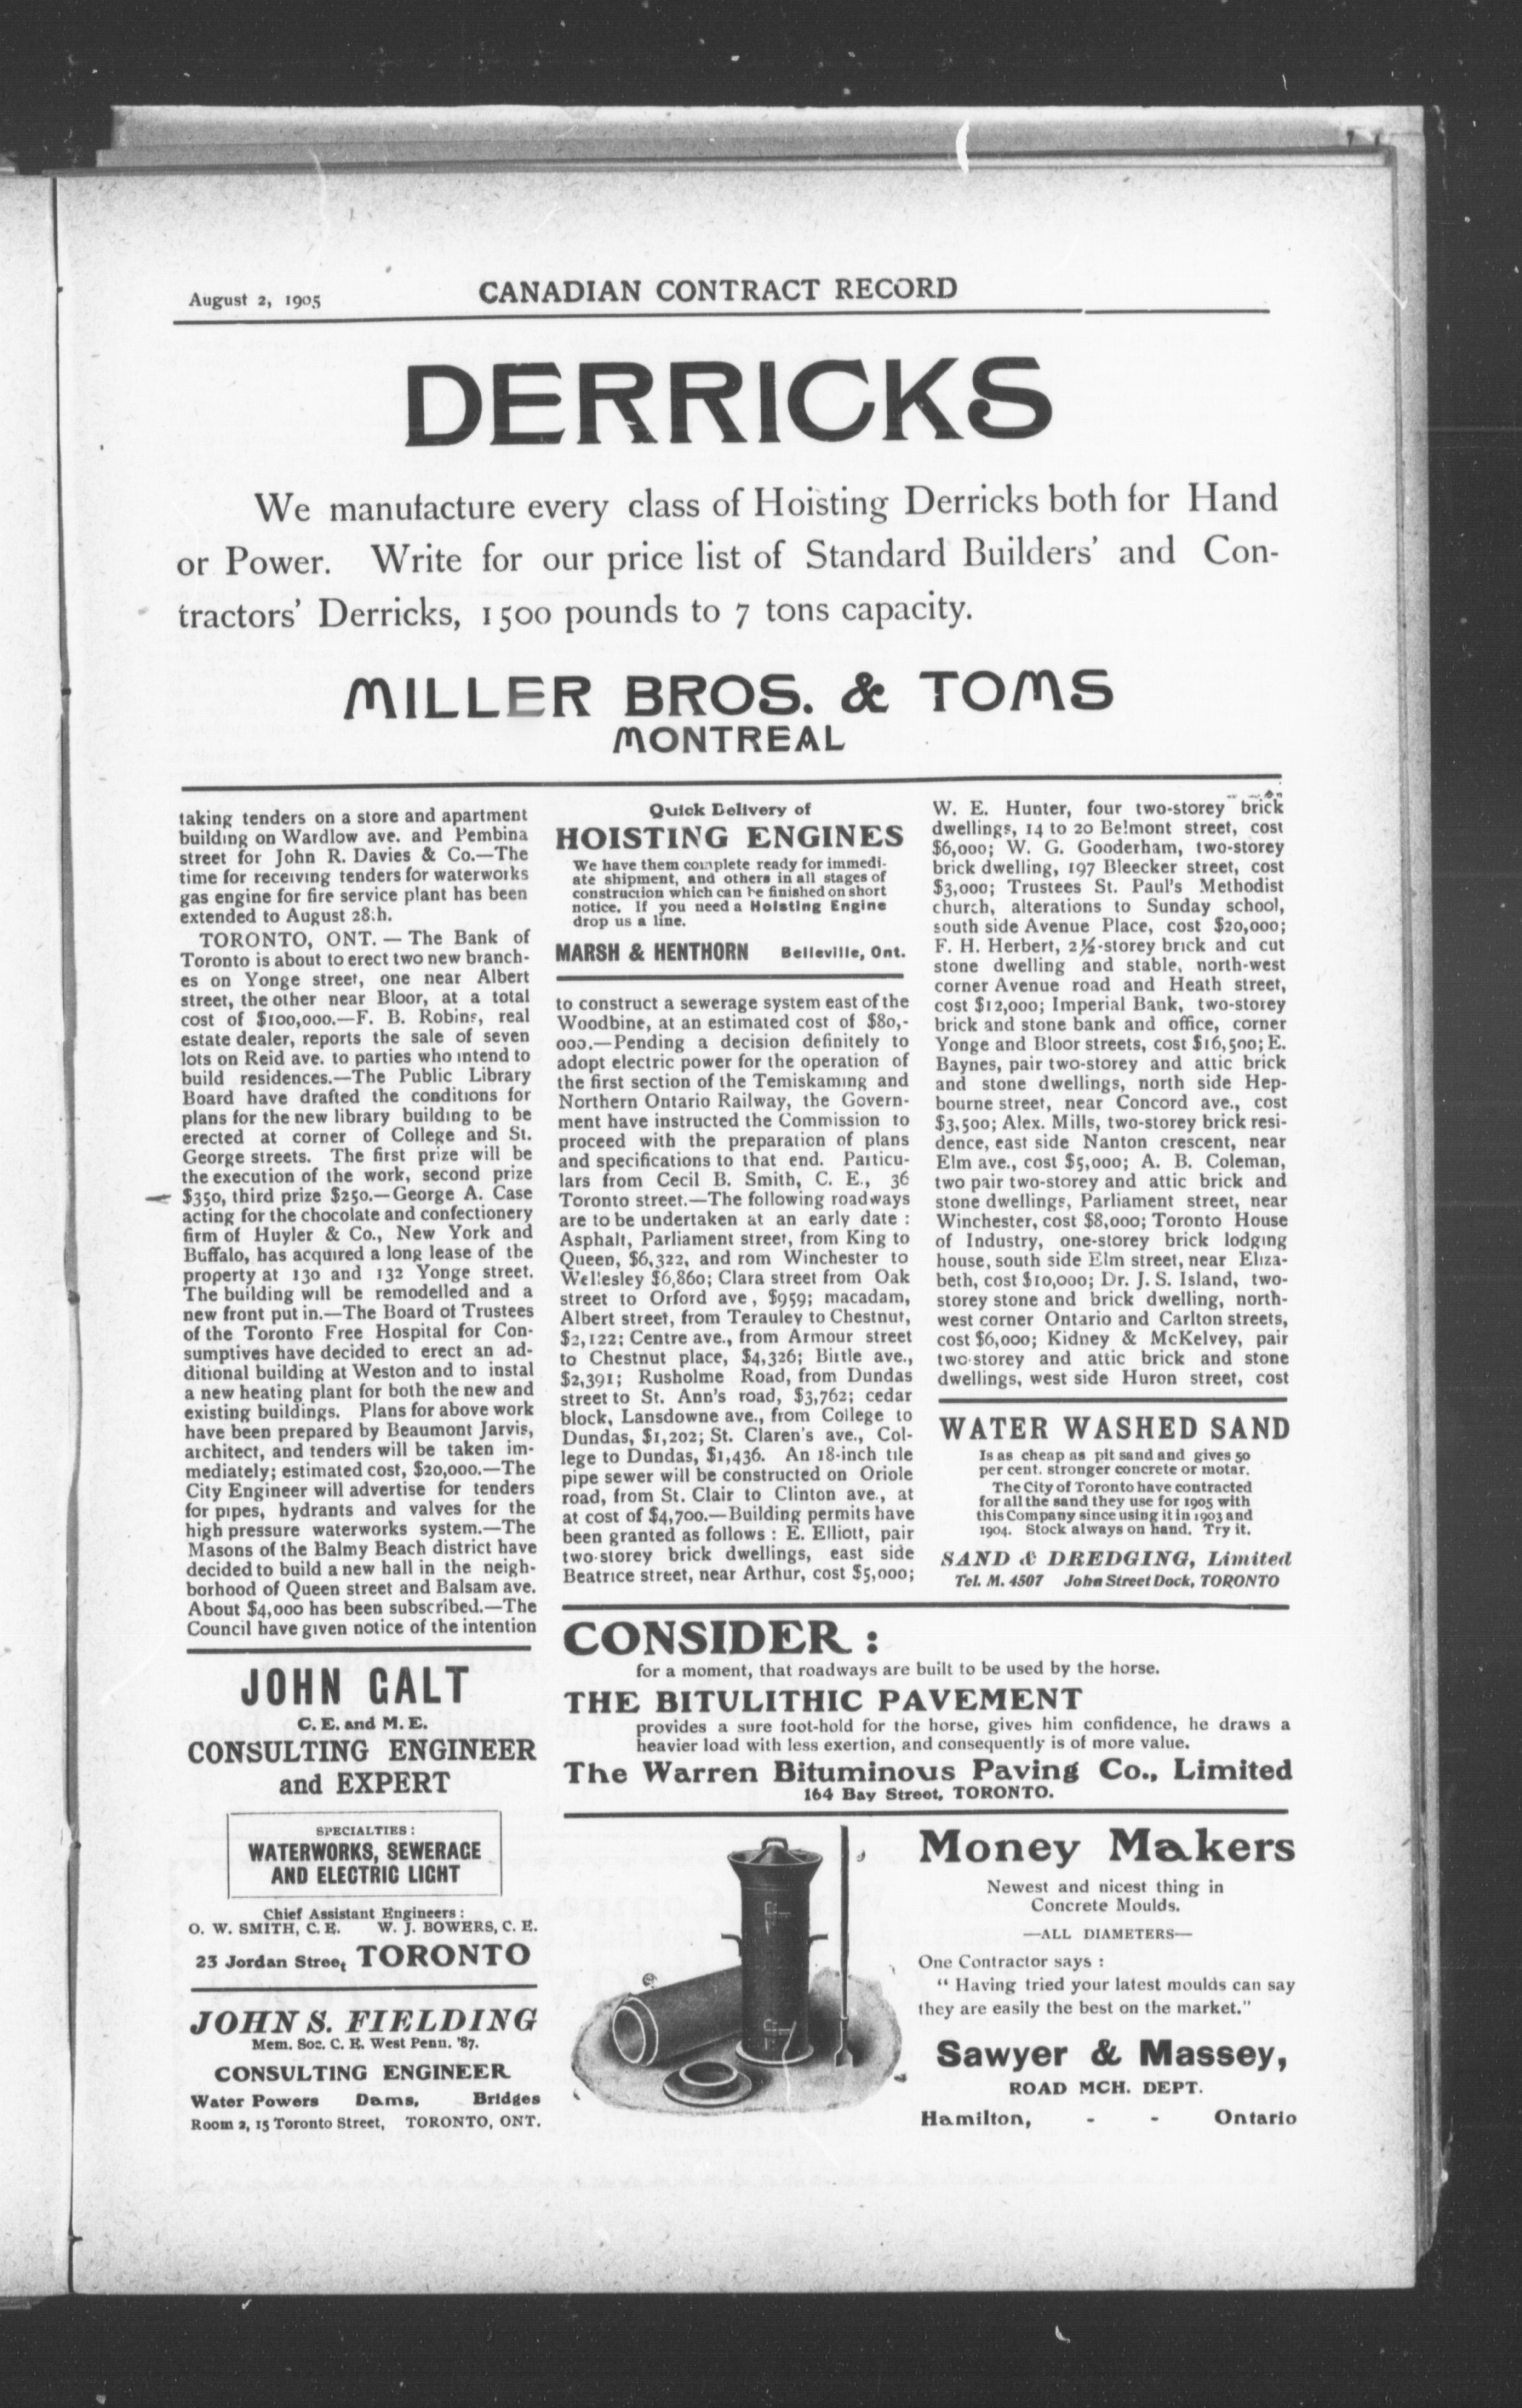 August 2, 1905
CANADIAN CONTRACT RECORD
DERRICKS
We manufacture every class of Hoisting Derricks both for Hand
or Power. Write for our price list of Standard Builders' and Con-
tractors' Derricks, 1500 pounds to 7 tons capacity.
MILLER BROS. & TOMS
MONTREAL
taking tenders on a store and apartment
building on Wardlow ave. and Pembina
street for John R. Davies & Co.—The
time for receiving tenders for waterworks
gas engine for fire service plant has been
extended to August 28.h.
TORONTO, ONT. — The Bank of
Toronto is about to erect two new branch-
es on Yonge street, one near Albert
street, the other near Bloor, at a total
cost of $100,000.—F. B. Robins, real
estate dealer, reports the sale of seven
lots on Reid ave. to parties who intend to
build residences.—The Public Library
Board have drafted the conditions for
plans for the new library building to be
erected at corner of College and St.
George streets. The first prize will be
the execution of the work, second prize
$350, third prize $250.—George A. Case
acting for the chocolate and confectionery
firm of Huyler & Co., New York and
Buffalo, has acquired a long lease of the
property at 130 and 132 Yonge street.
The building will be remodelled and a
new front put in.—The Board of Trustees
of the Toronto Free Hospital for Con-
sumptives have decided to erect an ad-
ditional building at Weston and to instal
a new heating plant for both the new and
existing buildings. Plans for above work
have been prepared by Beaumont Jarvis,
architect, and tenders will be taken im-
mediately; estimated cost, $20,000.—The
City Engineer will advertise for tenders
for pipes, hydrants and valves for the
high pressure waterworks system.—The
Masons of the Balmy Beach district have
decided to build a new hall in the neigh-
borhood of Queen street and Balsam ave.
About $4,000 has been subscribed.—The
Council have given notice of the intention
JOHN GALT
C. E. and M. E.
CONSULTING ENGINEER
and EXPERT
SPECIALTIES :
WATERWORKS, SEWERAGE
AND ELECTRIC LIGHT
Chief Assistant Engineers :
O. W. SMITH, C. E. W. J. BOWERS, C. E.
23 Jordan Street TORONTO
JOHN S. FIELDING
Mem. Soc. C. E. West Penn. '87.
CONSULTING ENGINEER
Water Powers Dams, Bridges
Room 2, 15 Toronto Street, TORONTO, ONT.
Quick Delivery of
HOISTING ENGINES
We have them complete ready for immedi-
ate shipment, and others in all stages of
construction which can be finished on short
notice. If you need a Hoisting Engine
drop us a line.
MARSH & HENTHORN Belleville, Ont.
to construct a sewerage system east of the
Woodbine, at an estimated cost of $80,-
000.—Pending a decision definitely to
adopt electric power for the operation of
the first section of the Temiskaming and
Northern Ontario Railway, the Govern-
ment have instructed the Commission to
proceed with the preparation of plans
and specifications to that end. Particu-
lars from Cecil B. Smith, C. E., 36
Toronto street.—The following roadways
are to be undertaken at an early date :
Asphalt, Parliament street, from King to
Queen, $6,322, and rom Winchester to
Wellesley $6,860; Clara street from Oak
street to Orford ave, $959; macadam,
Albert street, from Terauley to Chestnut,
$2,122; Centre ave., from Armour street
to Chestnut place, $4,326; Birtle ave.,
$2,391; Rusholme Road, from Dundas
street to St. Ann's road, $3,762; cedar
block, Lansdowne ave., from College to
Dundas, $1,202; St. Claren's ave., Col-
lege to Dundas, $1,436. An 18-inch tile
pipe sewer will be constructed on Oriole
road, from St. Clair to Clinton ave., at
at cost of $4,700.—Building permits have
been granted as follows : E. Elliott, pair
two-storey brick dwellings, east side
Beatrice street, near Arthur, cost $5,000;
W. E. Hunter, four two-storey brick
dwellings, 14 to 20 Belmont street, cost
$6,000; W. G. Gooderham, two-storey
brick dwelling, 197 Bleecker street, cost
$3,000; Trustees St. Paul's Methodist
church, alterations to Sunday school,
south side Avenue Place, cost $20,000;
F. H. Herbert, 2½-storey brick and cut
stone dwelling and stable, north-west
corner Avenue road and Heath street,
cost $12,000; Imperial Bank, two-storey
brick and stone bank and office, corner
Yonge and Bloor streets, cost $16,500; E.
Baynes, pair two-storey and attic brick
and stone dwellings, north side Hep-
bourne street, near Concord ave., cost
$3,500; Alex. Mills, two-storey brick resi-
dence, east side Nanton crescent, near
Elm ave., cost $5,000; A. B. Coleman,
two pair two-storey and attic brick and
stone dwellings, Parliament street, near
Winchester, cost $8,000; Toronto House
of Industry, one-storey brick lodging
house, south side Elm street, near Eliza-
beth, cost $10,000; Dr. J. S. Island, two-
storey stone and brick dwelling, north-
west corner Ontario and Carlton streets,
cost $6,000; Kidney & McKelvey, pair
two-storey and attic brick and stone
dwellings, west side Huron street, cost
WATER WASHED SAND
Is as cheap as pit sand and gives 50
per cent. stronger concrete or motar.
The City of Toronto have contracted
for all the sand they use for 1905 with
this Company since using it in 1903 and
1904. Stock always on hand. Try it.
SAND & DREDGING, Limited
Tel. M. 4507 John Street Dock, TORONTO
CONSIDER :
for a moment, that roadways are built to be used by the horse.
THE BITULITHIC PAVEMENT
provides a sure foot-hold for the horse, gives him confidence, he draws a
heavier load with less exertion, and consequently is of more value.
The Warren Bituminous Paving Co., Limited
164 Bay Street, TORONTO.
Money Makers
Newest and nicest thing in
Concrete Moulds.
—ALL DIAMETERS—
One Contractor says :
" Having tried your latest moulds can say
they are easily the best on the market."
Sawyer & Massey,
ROAD MCH. DEPT.
Hamilton, - - Ontario